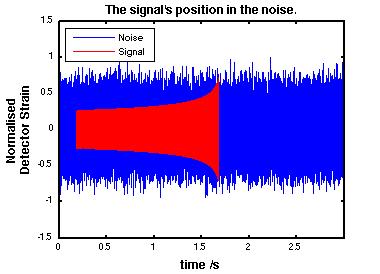 The signal's position in the noise.
Noise
Signal
Normalised
Detector Strain
1.5
1
0.5
0
-0.5
-1
-1.5
0
0.5
1
1.5
2
2.5
time /s